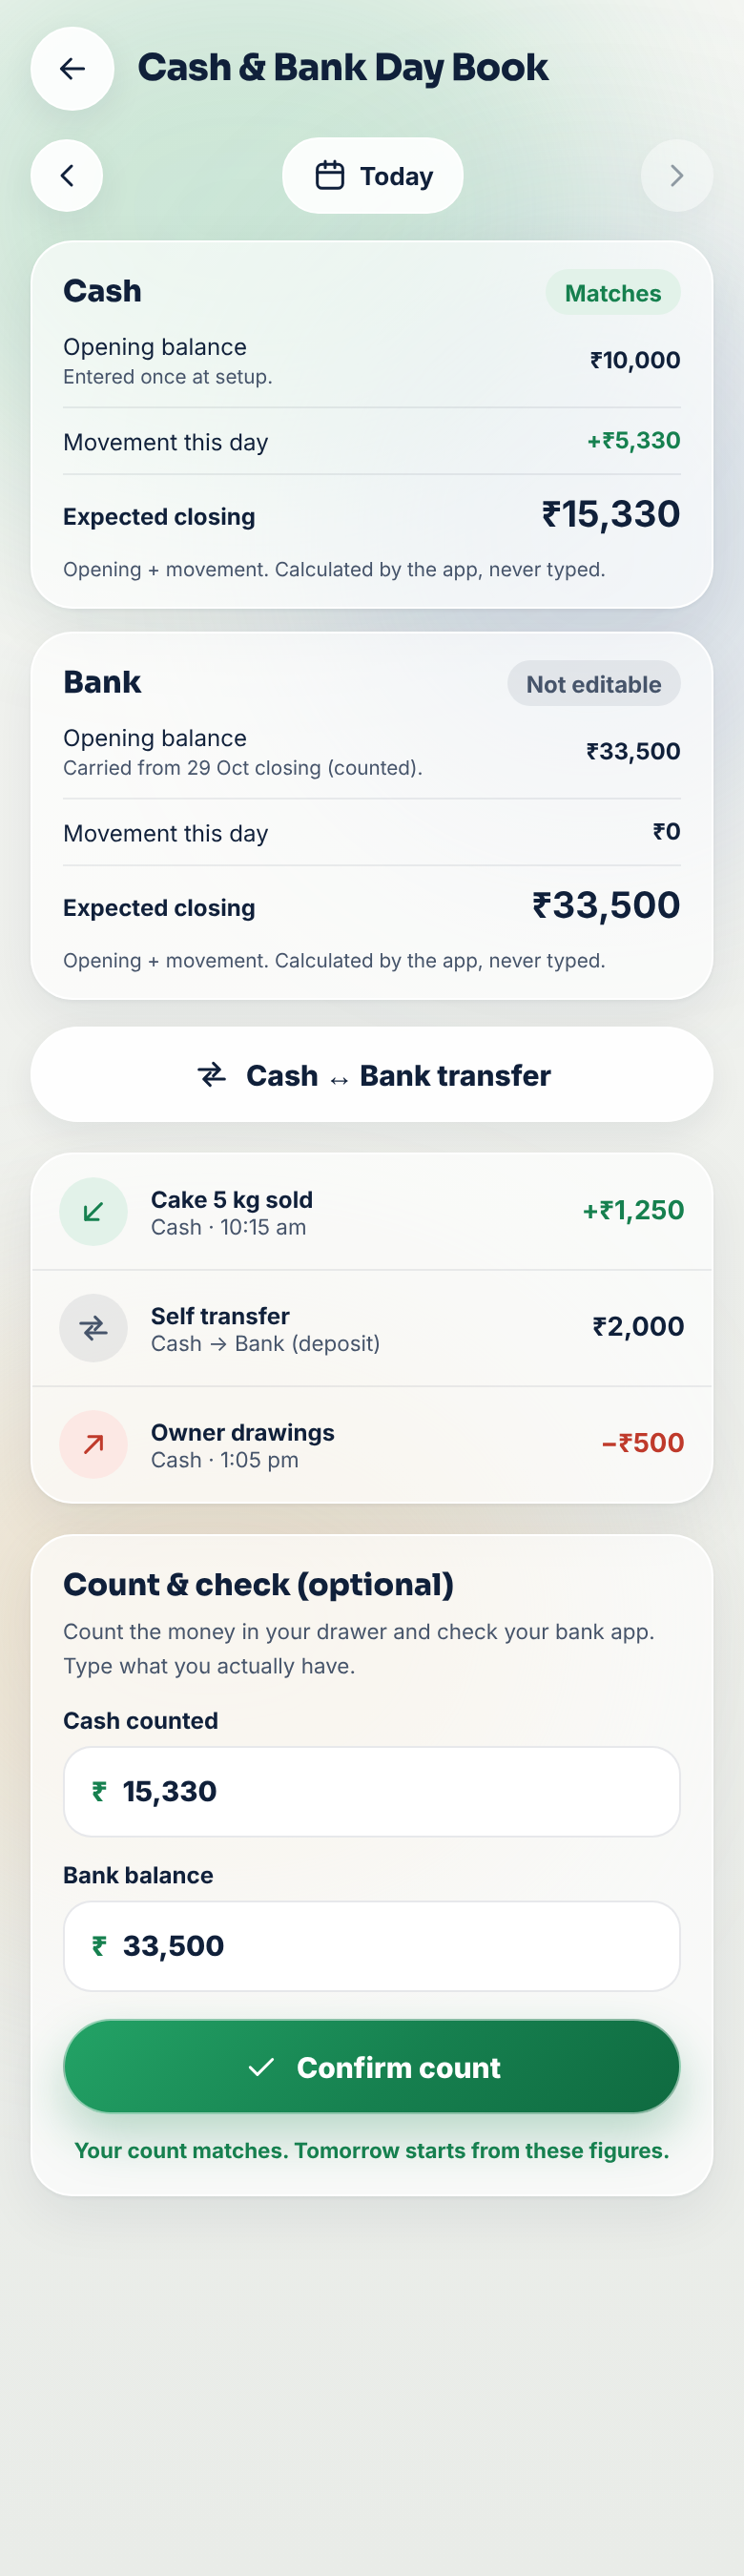 Cash & Bank Day Book
Today
Cash
Matches
Opening balance
Entered once at setup.
₹10,000
Movement this day
+₹5,330
Expected closing
₹15,330
Opening + movement. Calculated by the app, never typed.
Bank
Not editable
Opening balance
Carried from 29 Oct closing (counted).
₹33,500
Movement this day
₹0
Expected closing
₹33,500
Opening + movement. Calculated by the app, never typed.
Cash ↔ Bank transfer
Cake 5 kg sold
Cash · 10:15 am
+₹1,250
Self transfer
Cash → Bank (deposit)
₹2,000
Owner drawings
Cash · 1:05 pm
−₹500
Count & check (optional)
Count the money in your drawer and check your bank app.
Type what you actually have.
Cash counted
₹ 15,330
Bank balance
₹ 33,500
Confirm count
Your count matches. Tomorrow starts from these figures.